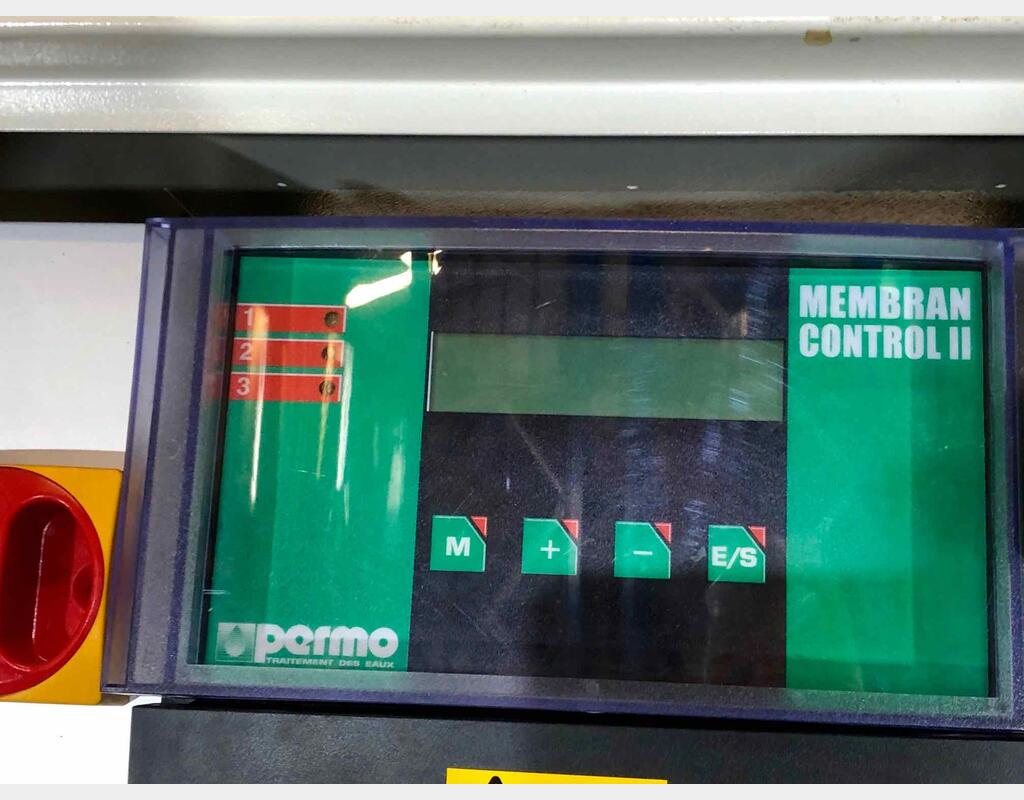 1
2
3
MEMBRAN
CONTROL II
M
+
−
E/S
permo
TRAITEMENT DES EAUX